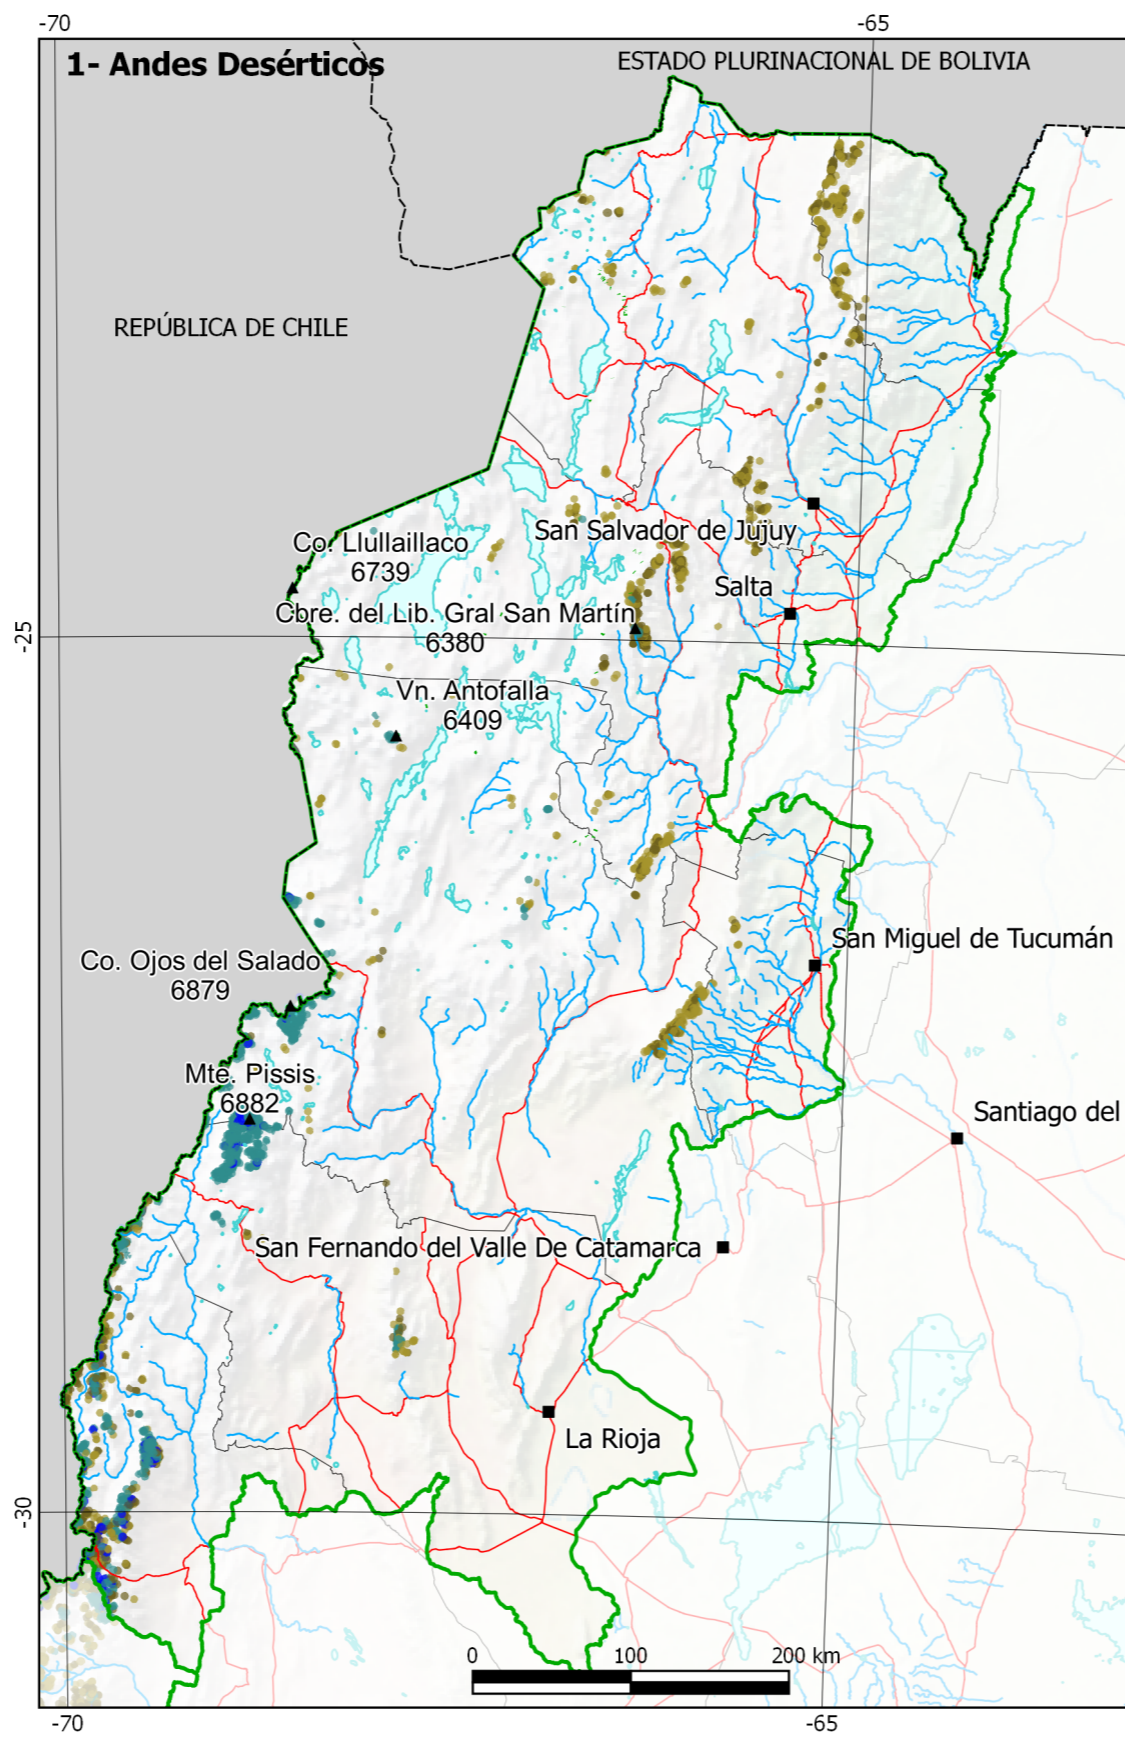 -70
-65
1- Andes Desérticos
ESTADO PLURINACIONAL DE BOLIVIA
REPÚBLICA DE CHILE
San Salvador de Jujuy
Co. Llullaillaco
6739
Salta
Cbre. del Lib. Gral San Martín
6380
-25
Vn. Antofalla
6409
San Miguel de Tucumán
Co. Ojos del Salado
6879
Mte. Pissis
6882
Santiago del
San Fernando del Valle De Catamarca
La Rioja
-30
0
100
200 km
-70
-65